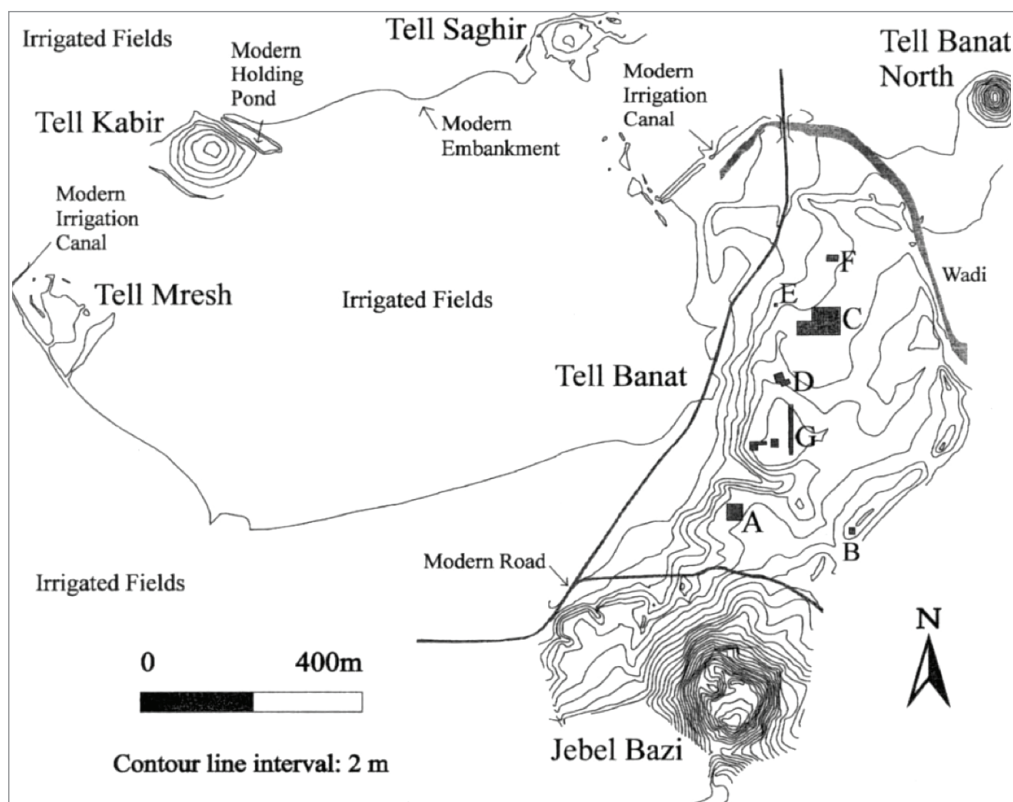 Irrigated Fields
Modern
Holding
Pond
Tell Saghir
Tell Banat
North
Modern
Irrigation
Canal
Tell Kabir
Modern
Embankment
Modern
Irrigation
Canal
Tell Mresh
Irrigated Fields
F
Wadi
E
C
Tell Banat
D
G
A
B
Modern Road
Irrigated Fields
N
0 400m
Jebel Bazi
Contour line interval: 2 m